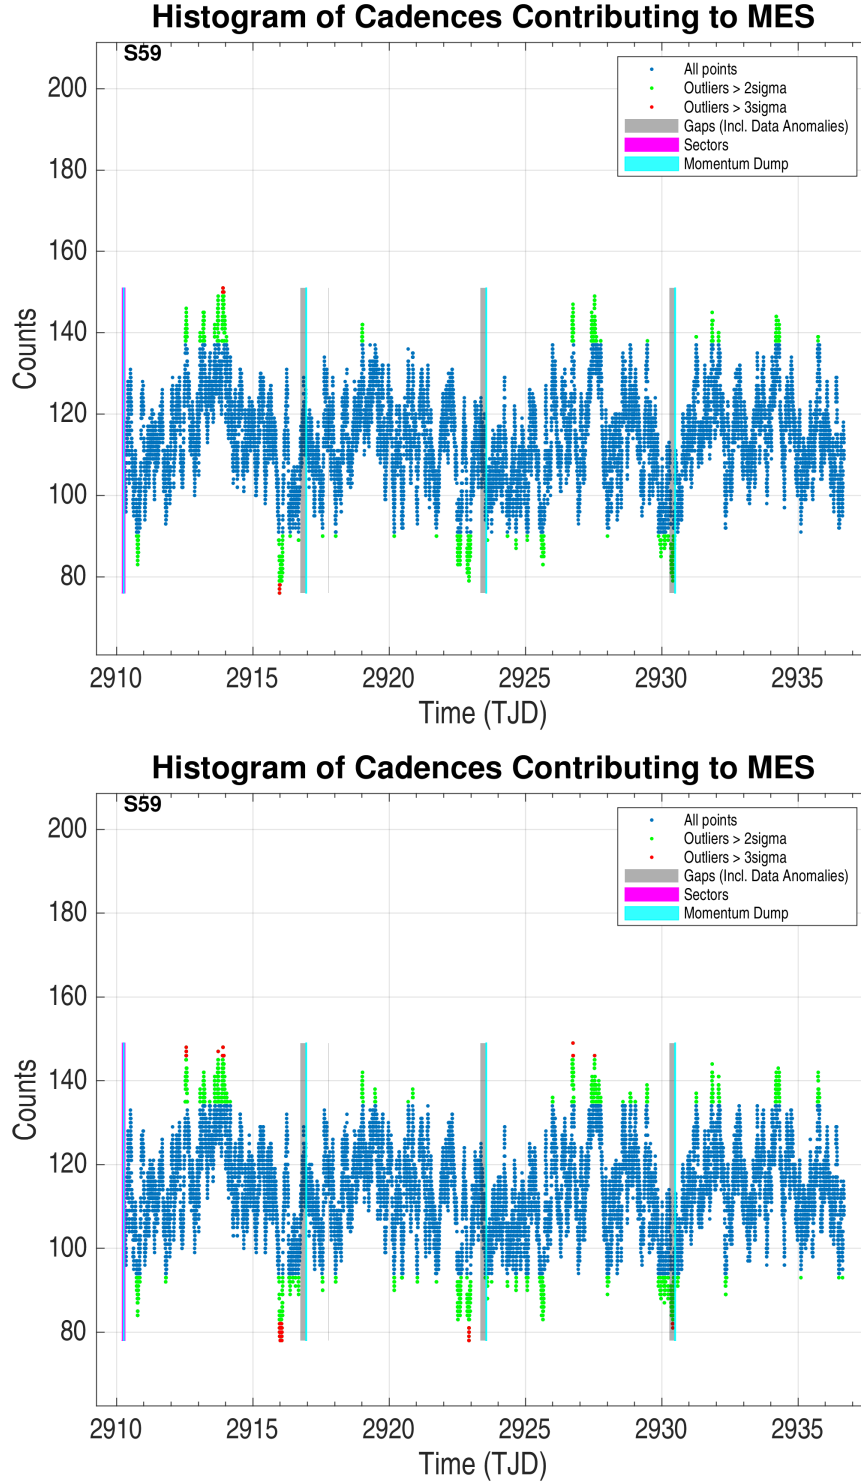 Histogram of Cadences Contributing to MES
S59
All points
Outliers > 2sigma
Outliers > 3sigma
Gaps (Incl. Data Anomalies)
Sectors
Momentum Dump
200
180
160
140
120
100
80
Counts
2910 2915 2920 2925 2930 2935
Time (TJD)
Histogram of Cadences Contributing to MES
S59
All points
Outliers > 2sigma
Outliers > 3sigma
Gaps (Incl. Data Anomalies)
Sectors
Momentum Dump
200
180
160
140
120
100
80
Counts
2910 2915 2920 2925 2930 2935
Time (TJD)